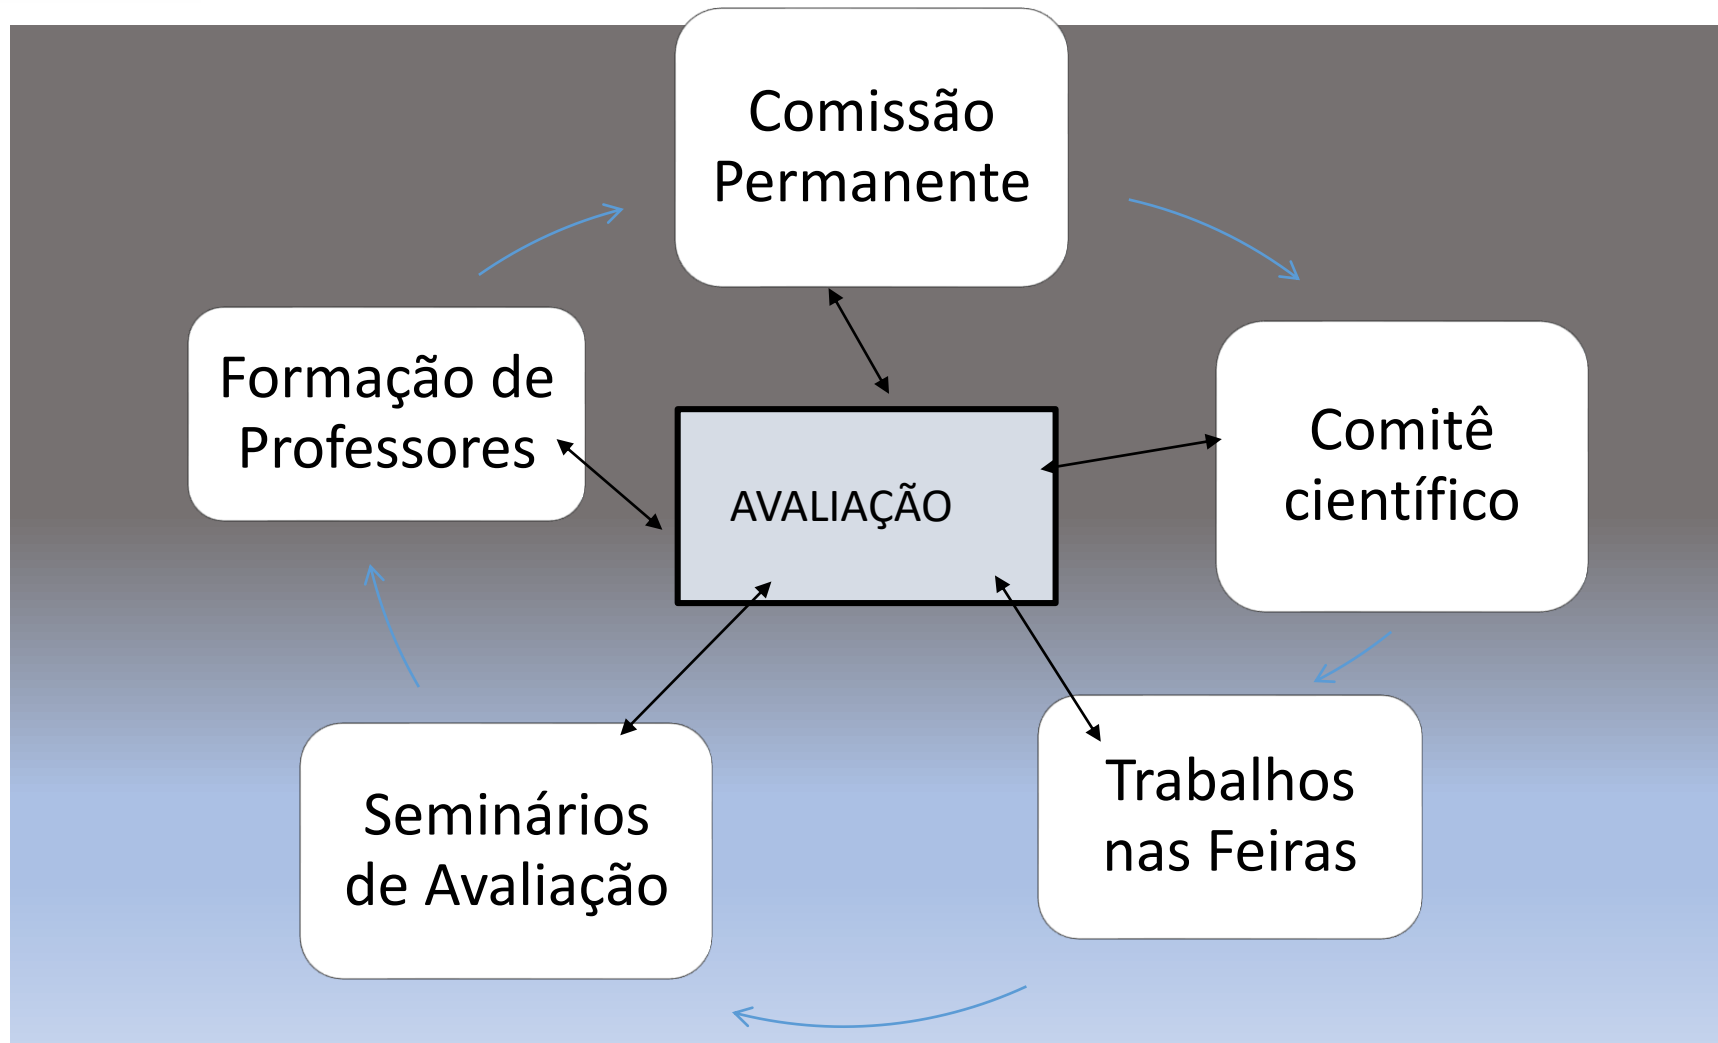 Comissão
Permanente
Formação de
Professores
Comitê
científico
AVALIAÇÃO
Trabalhos
nas Feiras
Seminários
de Avaliação